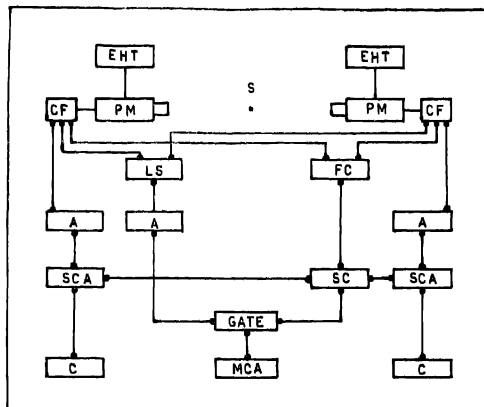 EHT EHT
S
CF PM PM CF
LS FC
A A A
SCA SC SCA
GATE
C MCA C